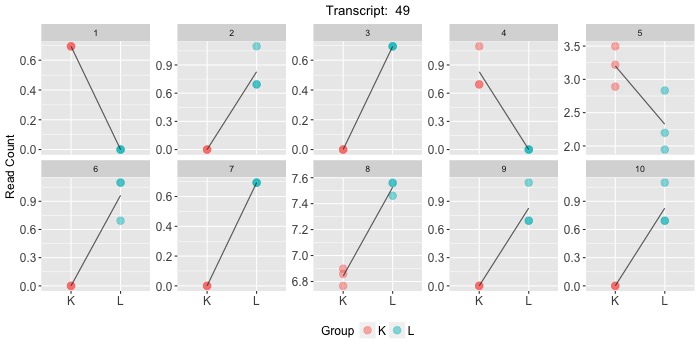 Transcript: 49
1 2 3 4 5
0.6 0.4 0.2 0.0
0.9 0.6 0.3 0.0
0.6 0.4 0.2 0.0
0.9 0.6 0.3 0.0
3.5 3.0 2.5 2.0
Read Count
6 7 8 9 10
0.9 0.6 0.3 0.0
0.6 0.4 0.2 0.0
7.6 7.4 7.2 7.0 6.8
0.9 0.6 0.3 0.0
0.9 0.6 0.3 0.0
K L K L K L K L K L
Group K L